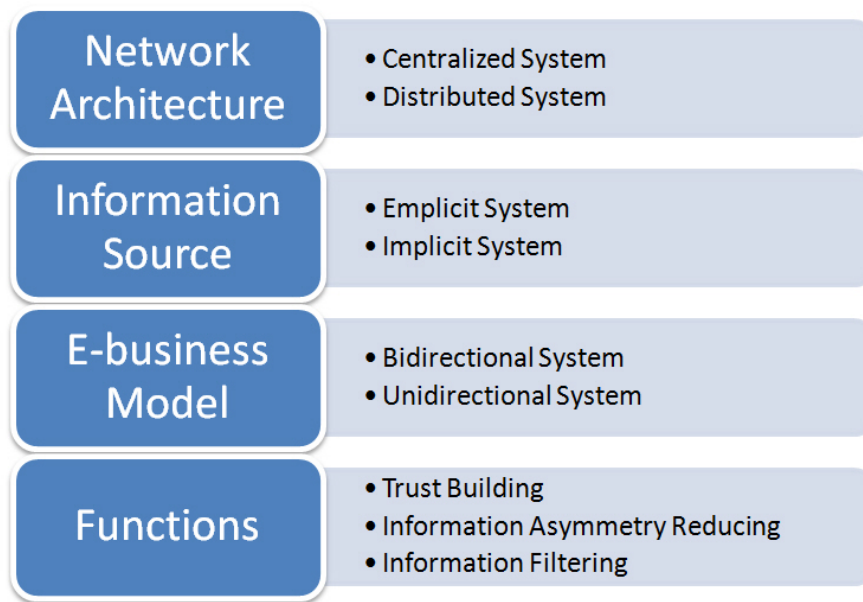 Network
Architecture
• Centralized System
• Distributed System
Information
Source
• Emplicit System
• Implicit System
E-business
Model
• Bidirectional System
• Unidirectional System
Functions
• Trust Building
• Information Asymmetry Reducing
• Information Filtering